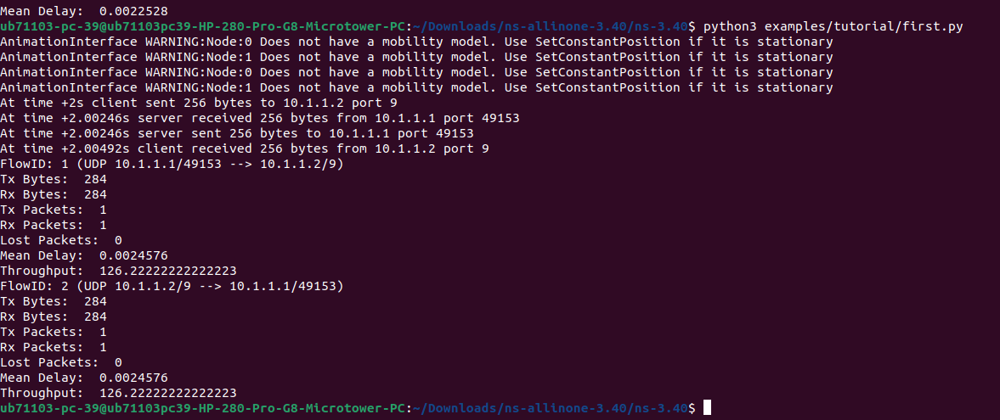 Mean Delay:  0.0022528
ub71103-pc-39@ub71103pc39-HP-280-Pro-G8-Microtower-PC:~/Downloads/ns-allinone-3.40/ns-3.40$ python3 examples/tutorial/first.py
AnimationInterface WARNING:Node:0 Does not have a mobility model. Use SetConstantPosition if it is stationary
AnimationInterface WARNING:Node:1 Does not have a mobility model. Use SetConstantPosition if it is stationary
AnimationInterface WARNING:Node:0 Does not have a mobility model. Use SetConstantPosition if it is stationary
AnimationInterface WARNING:Node:1 Does not have a mobility model. Use SetConstantPosition if it is stationary
At time +2s client sent 256 bytes to 10.1.1.2 port 9
At time +2.00246s server received 256 bytes from 10.1.1.1 port 49153
At time +2.00246s server sent 256 bytes to 10.1.1.1 port 49153
At time +2.00492s client received 256 bytes from 10.1.1.2 port 9
FlowID: 1 (UDP 10.1.1.1/49153 --> 10.1.1.2/9)
Tx Bytes:  284
Rx Bytes:  284
Tx Packets:  1
Rx Packets:  1
Lost Packets:  0
Mean Delay:  0.0024576
Throughput:  126.22222222222223
FlowID: 2 (UDP 10.1.1.2/9 --> 10.1.1.1/49153)
Tx Bytes:  284
Rx Bytes:  284
Tx Packets:  1
Rx Packets:  1
Lost Packets:  0
Mean Delay:  0.0024576
Throughput:  126.22222222222223
ub71103-pc-39@ub71103pc39-HP-280-Pro-G8-Microtower-PC:~/Downloads/ns-allinone-3.40/ns-3.40$